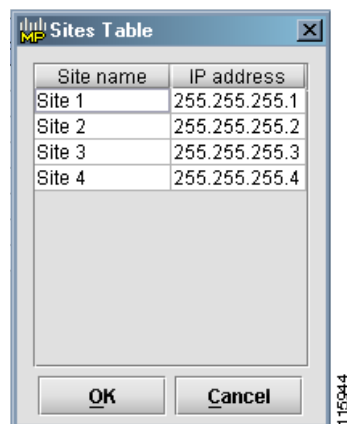 MP Sites Table
Site name IP address
Site 1 255.255.255.1
Site 2 255.255.255.2
Site 3 255.255.255.3
Site 4 255.255.255.4
OK Cancel
115944